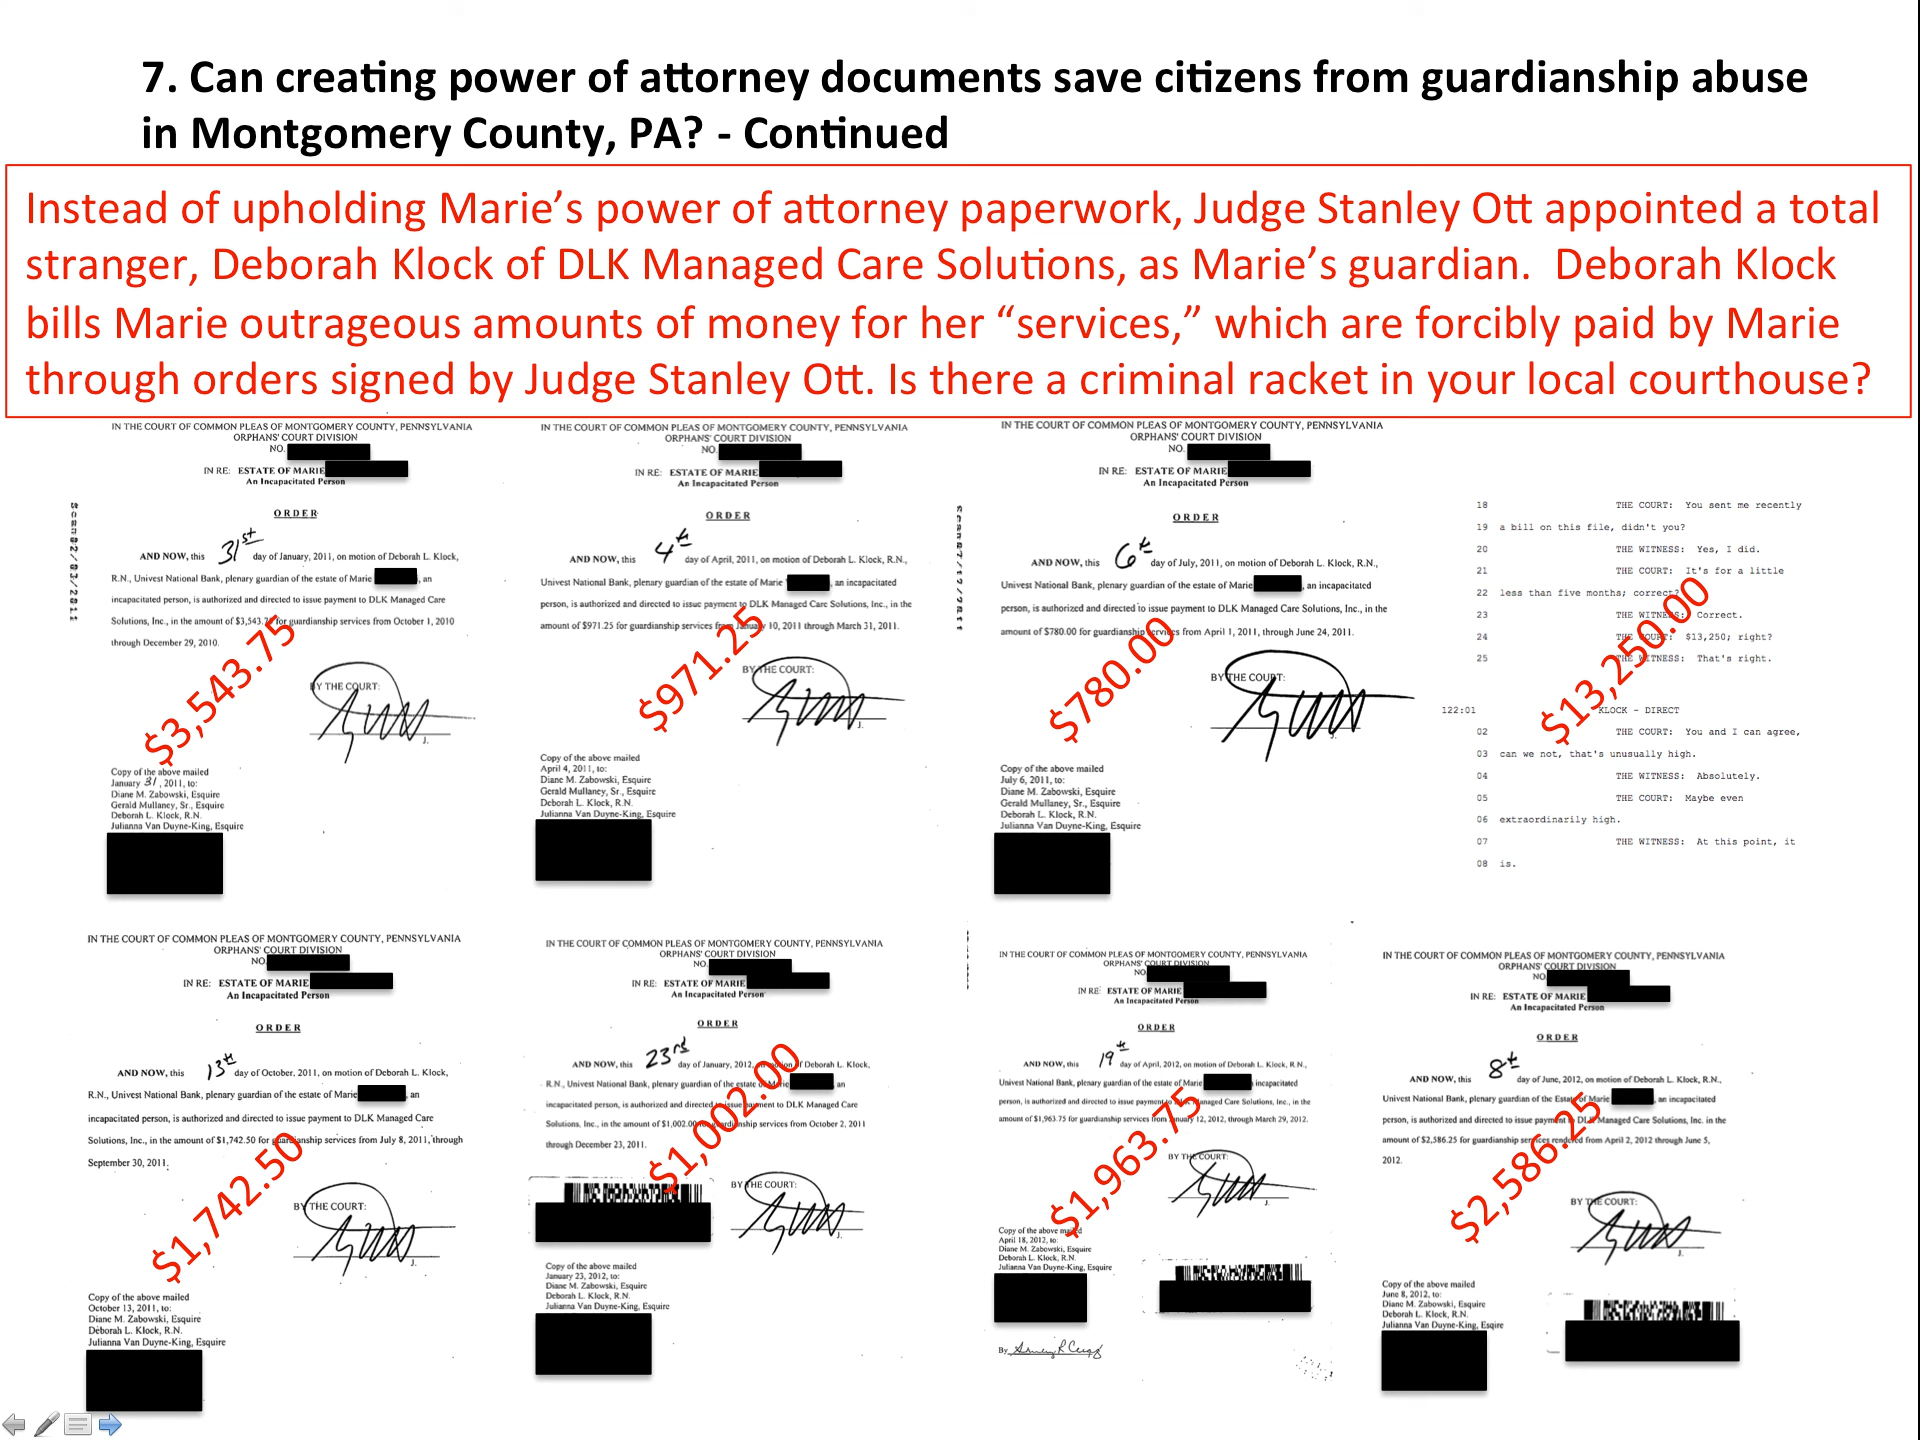 7. Can creating power of attorney documents save citizens from guardianship abuse
in Montgomery County, PA? - Continued
Instead of upholding Marie’s power of attorney paperwork, Judge Stanley Ott appointed a total
stranger, Deborah Klock of DLK Managed Care Solutions, as Marie’s guardian.  Deborah Klock
bills Marie outrageous amounts of money for her “services,” which are forcibly paid by Marie
through orders signed by Judge Stanley Ott. Is there a criminal racket in your local courthouse?
IN THE COURT OF COMMON PLEAS OF MONTGOMERY COUNTY, PENNSYLVANIA
ORPHANS' COURT DIVISION
NO.
IN RE: ESTATE OF MARIE
An Incapacitated Person
ORDER
AND NOW, this 31st day of January, 2011, on motion of Deborah L. Klock,
R.N., Univest National Bank, plenary guardian of the estate of Marie , an
incapacitated person, is authorized and directed to issue payment to DLK Managed Care
Solutions, Inc., in the amount of $3,543.75 for guardianship services from October 1, 2010
through December 29, 2010.
$3,543.75
BY THE COURT:
J.
Copy of the above mailed
January 31, 2011, to:
Diane M. Zabowski, Esquire
Gerald Mullaney, Sr., Esquire
Deborah L. Klock, R.N.
Julianna Van Duyne-King, Esquire
IN THE COURT OF COMMON PLEAS OF MONTGOMERY COUNTY, PENNSYLVANIA
ORPHANS' COURT DIVISION
NO.
IN RE: ESTATE OF MARIE
An Incapacitated Person
ORDER
AND NOW, this 4th day of April, 2011, on motion of Deborah L. Klock, R.N.,
Univest National Bank, plenary guardian of the estate of Marie , an incapacitated
person, is authorized and directed to issue payment to DLK Managed Care Solutions, Inc., in the
amount of $971.25 for guardianship services from January 10, 2011 through March 31, 2011.
$971.25
BY THE COURT:
J.
Copy of the above mailed
April 4, 2011, to:
Diane M. Zabowski, Esquire
Gerald Mullaney, Sr., Esquire
Deborah L. Klock, R.N.
Julianna Van Duyne-King, Esquire
IN THE COURT OF COMMON PLEAS OF MONTGOMERY COUNTY, PENNSYLVANIA
ORPHANS' COURT DIVISION
NO.
IN RE: ESTATE OF MARIE
An Incapacitated Person
ORDER
AND NOW, this 6th day of July, 2011, on motion of Deborah L. Klock, R.N.,
Univest National Bank, plenary guardian of the estate of Marie , an incapacitated
person, is authorized and directed to issue payment to DLK Managed Care Solutions, Inc., in the
amount of $780.00 for guardianship services from April 1, 2011, through June 24, 2011.
$780.00
BY THE COURT:
J.
Copy of the above mailed
July 6, 2011, to:
Diane M. Zabowski, Esquire
Gerald Mullaney, Sr., Esquire
Deborah L. Klock, R.N.
Julianna Van Duyne-King, Esquire
18 THE COURT: You sent me recently
19 a bill on this file, didn't you?
20 THE WITNESS: Yes, I did.
21 THE COURT: It's for a little
22 less than five months; correct?
23 THE WITNESS: Correct.
24 THE COURT: $13,250; right?
25 THE WITNESS: That's right.
$13,250.00
122:01 KLOCK - DIRECT
02 THE COURT: You and I can agree,
03 can we not, that's unusually high.
04 THE WITNESS: Absolutely.
05 THE COURT: Maybe even
06 extraordinarily high.
07 THE WITNESS: At this point, it
08 is.
IN THE COURT OF COMMON PLEAS OF MONTGOMERY COUNTY, PENNSYLVANIA
ORPHANS' COURT DIVISION
NO.
IN RE: ESTATE OF MARIE
An Incapacitated Person
ORDER
AND NOW, this 13th day of October, 2011, on motion of Deborah L. Klock,
R.N., Univest National Bank, plenary guardian of the estate of Marie , an
incapacitated person, is authorized and directed to issue payment to DLK Managed Care
Solutions, Inc., in the amount of $1,742.50 for guardianship services from July 8, 2011, through
September 30, 2011.
$1,742.50
BY THE COURT:
J.
Copy of the above mailed
October 13, 2011, to:
Diane M. Zabowski, Esquire
Deborah L. Klock, R.N.
Julianna Van Duyne-King, Esquire
IN THE COURT OF COMMON PLEAS OF MONTGOMERY COUNTY, PENNSYLVANIA
ORPHANS' COURT DIVISION
NO.
IN RE: ESTATE OF MARIE
An Incapacitated Person
ORDER
AND NOW, this 23rd day of January, 2012, on motion of Deborah L. Klock,
R.N., Univest National Bank, plenary guardian of the estate of Marie , an
incapacitated person, is authorized and directed to issue payment to DLK Managed Care
Solutions, Inc., in the amount of $1,002.00 for guardianship services from October 2, 2011
through December 23, 2011.
$1,002.00
BY THE COURT:
J.
Copy of the above mailed
January 23, 2012, to:
Diane M. Zabowski, Esquire
Deborah L. Klock, R.N.
Julianna Van Duyne-King, Esquire
IN THE COURT OF COMMON PLEAS OF MONTGOMERY COUNTY, PENNSYLVANIA
ORPHANS' COURT DIVISION
NO.
IN RE: ESTATE OF MARIE
An Incapacitated Person
ORDER
AND NOW, this 19th day of April, 2012, on motion of Deborah L. Klock, R.N.,
Univest National Bank, plenary guardian of the estate of Marie incapacitated
person, is authorized and directed to issue payment to DLK Managed Care Solutions, Inc., in the
amount of $1,963.75 for guardianship services from January 12, 2012, through March 29, 2012.
$1,963.75
BY THE COURT:
J.
Copy of the above mailed
April 18, 2012, to:
Diane M. Zabowski, Esquire
Deborah L. Klock, R.N.
Julianna Van Duyne-King, Esquire
By
IN THE COURT OF COMMON PLEAS OF MONTGOMERY COUNTY, PENNSYLVANIA
ORPHANS' COURT DIVISION
NO
IN RE: ESTATE OF MARIE
An Incapacitated Person
ORDER
AND NOW, this 8th day of June, 2012, on motion of Deborah L. Klock, R.N.,
Univest National Bank, plenary guardian of the Estate of Marie , an incapacitated
person, is authorized and directed to issue payment to DLK Managed Care Solutions, Inc. in the
amount of $2,586.25 for guardianship services rendered from April 2, 2012 through June 5,
2012.
$2,586.25
BY THE COURT:
J.
Copy of the above mailed
June 8, 2012, to:
Diane M. Zabowski, Esquire
Deborah L. Klock, R.N.
Julianna Van Duyne-King, Esqire